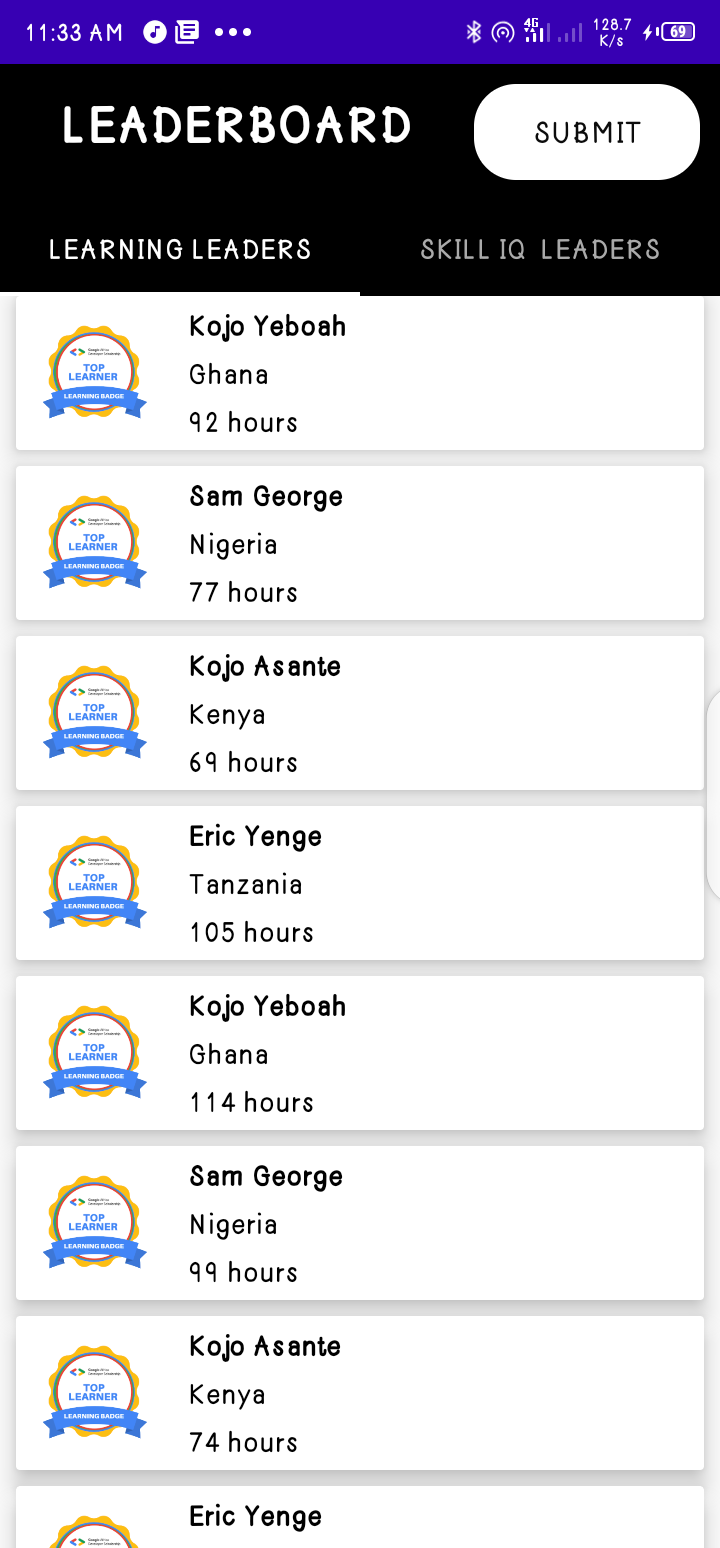 11:33 AM
4G
128.7
K/s
69
LEADERBOARD
SUBMIT
LEARNING LEADERS
SKILL IQ LEADERS
Kojo Yeboah
Ghana
92 hours
TOP
LEARNER
LEARNING BADGE
Sam George
Nigeria
77 hours
TOP
LEARNER
LEARNING BADGE
Kojo Asante
Kenya
69 hours
TOP
LEARNER
LEARNING BADGE
Eric Yenge
Tanzania
105 hours
TOP
LEARNER
LEARNING BADGE
Kojo Yeboah
Ghana
114 hours
TOP
LEARNER
LEARNING BADGE
Sam George
Nigeria
99 hours
TOP
LEARNER
LEARNING BADGE
Kojo Asante
Kenya
74 hours
TOP
LEARNER
LEARNING BADGE
Eric Yenge